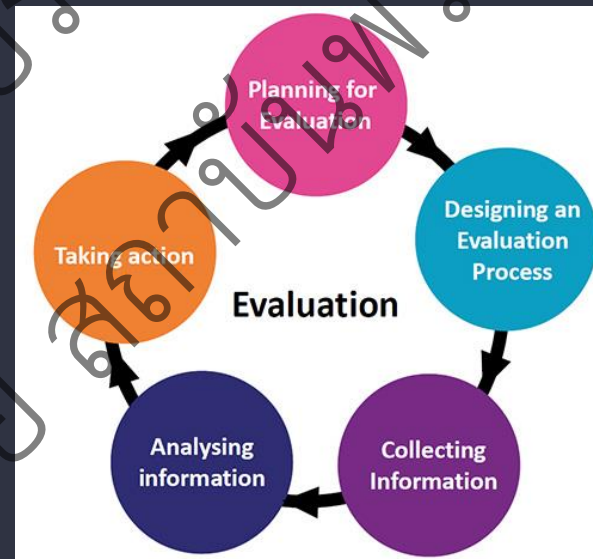 Planning for
Evaluation
Designing an
Evaluation
Process
Taking action
Evaluation
Analysing
information
Collecting
Information